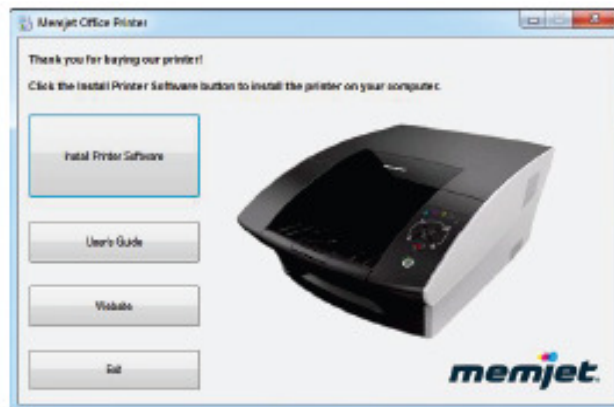 Memjet Office Printer
Thank you for buying our printer!
Click the Install Printer Software button to install the printer on your computer.
Install Printer Software
User's Guide
Website
Exit
memjet.